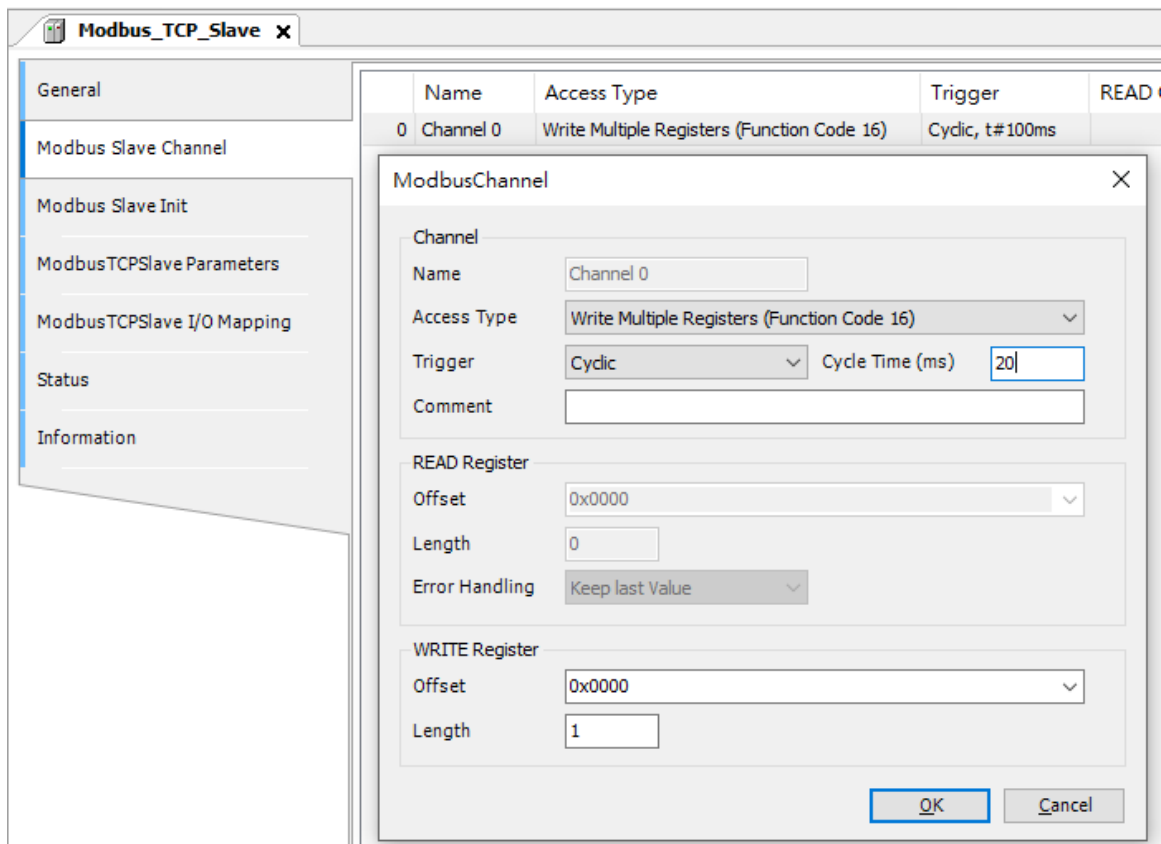 Modbus_TCP_Slave
General
Modbus Slave Channel
Modbus Slave Init
ModbusTCPSlave Parameters
ModbusTCPSlave I/O Mapping
Status
Information
Name Access Type Trigger READ
0 Channel 0 Write Multiple Registers (Function Code 16) Cyclic, t#100ms
ModbusChannel
Channel
Name Channel 0
Access Type Write Multiple Registers (Function Code 16)
Trigger Cyclic Cycle Time (ms) 20
Comment
READ Register
Offset 0x0000
Length 0
Error Handling Keep last Value
WRITE Register
Offset 0x0000
Length 1
OK Cancel